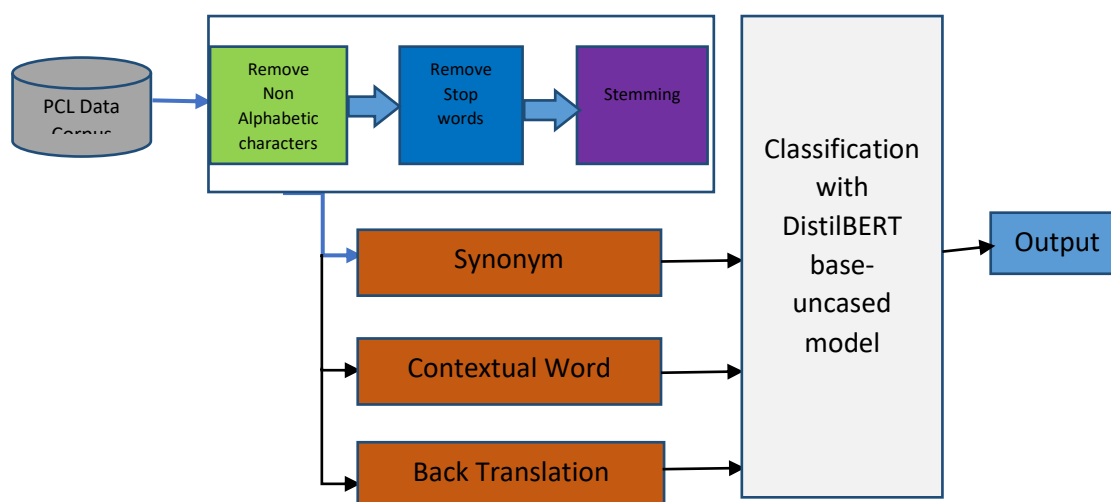 PCL Data
Corpus
Remove
Non
Alphabetic
characters
Remove
Stop
words
Stemming
Synonym
Contextual Word
Back Translation
Classification
with
DistilBERT
base-
uncased
model
Output